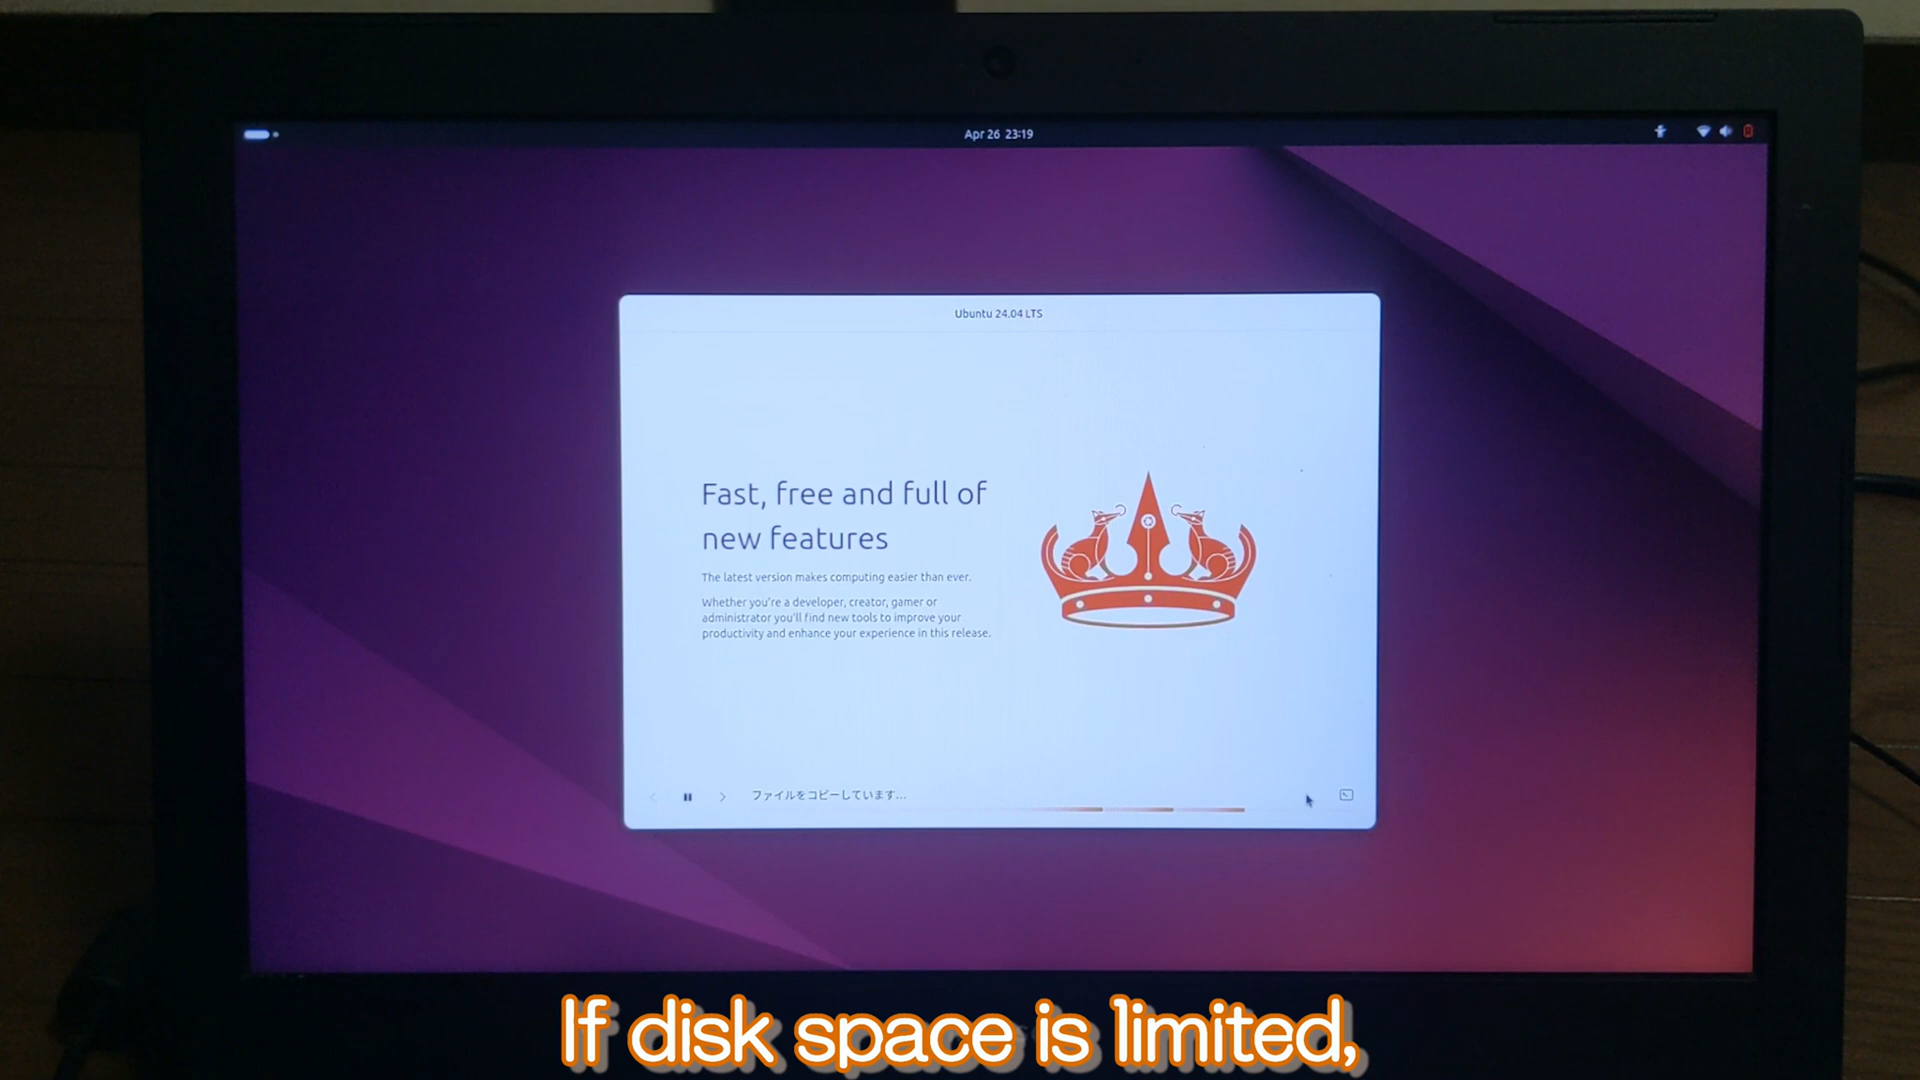 Apr 26 23:19
Ubuntu 24.04 LTS
Fast, free and full of
new features
The latest version makes computing easier than ever.
Whether you're a developer, creator, gamer or
administrator you'll find new tools to improve your
productivity and enhance your experience in this release.
ファイルをコピーしています...
If disk space is limited,